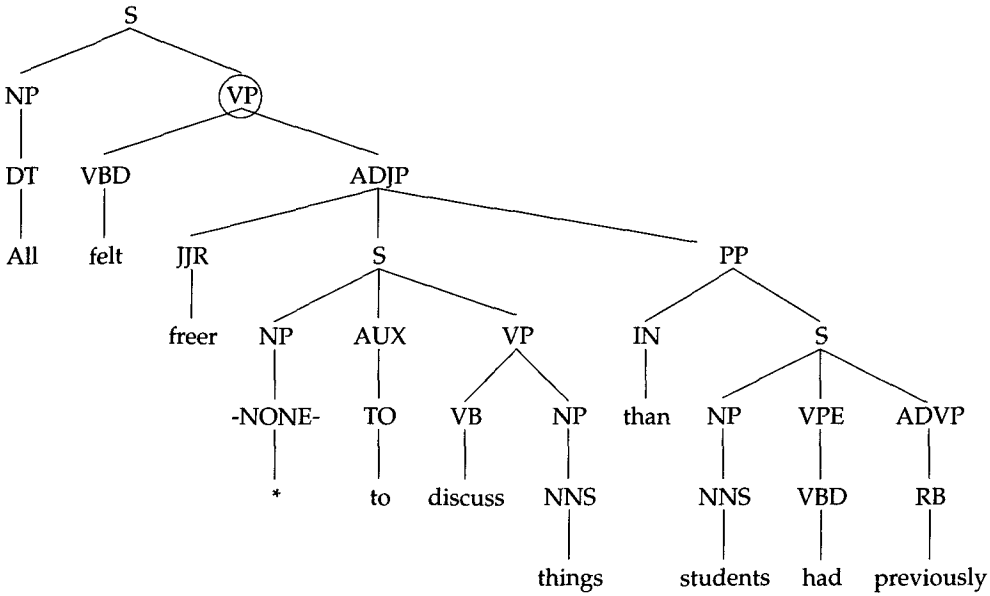 S
NP VP
DT VBD ADJP
All felt JJR S PP
freer NP AUX VP IN S
-NONE- TO VB NP than NP VPE ADVP
* to discuss NNS NNS VBD RB
things students had previously